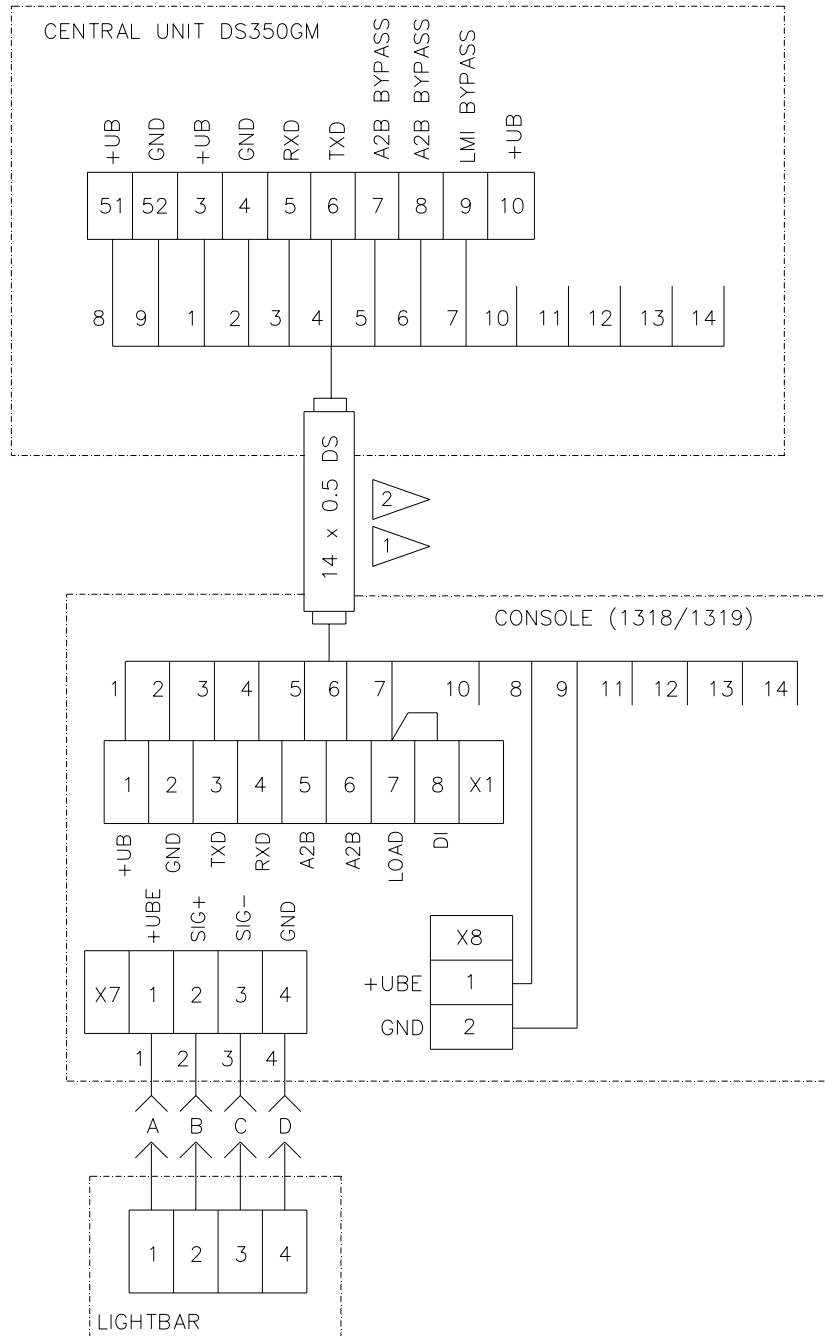 CENTRAL UNIT DS350GM
+UB GND +UB GND RXD TXD A2B BYPASS A2B BYPASS LMI BYPASS +UB
51 52 3 4 5 6 7 8 9 10
8 9 1 2 3 4 5 6 7 10 11 12 13 14
14 x 0.5 DS
2
1
CONSOLE (1318/1319)
1 2 3 4 5 6 7 10 8 9 11 12 13 14
1 2 3 4 5 6 7 8 X1
+UB GND TXD RXD A2B A2B LOAD DI
+UBE SIG+ SIG- GND
X7 1 2 3 4
X8
+UBE 1
GND 2
1 2 3 4
A B C D
1 2 3 4
LIGHTBAR